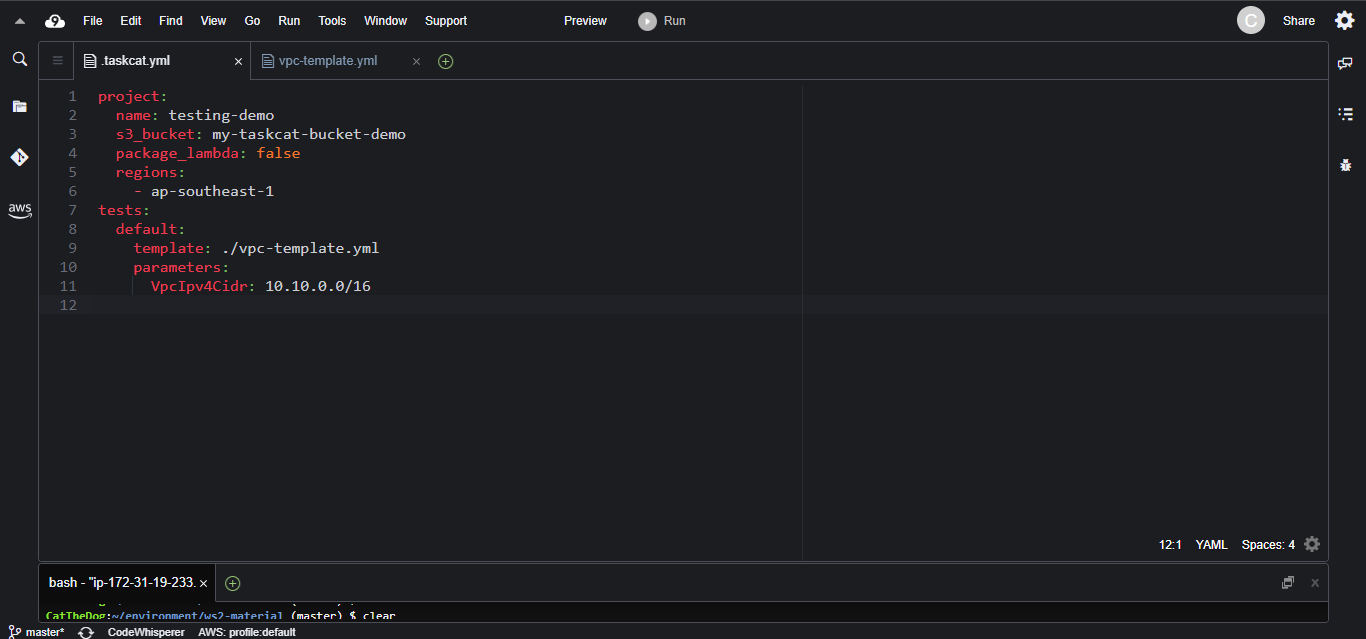 9 File Edit Find View Go Run Tools Window Support Preview Run C Share
.taskcat.yml × vpc-template.yml ×
1 project:
2 name: testing-demo
3 s3_bucket: my-taskcat-bucket-demo
4 package_lambda: false
5 regions:
6 - ap-southeast-1
7 tests:
8 default:
9 template: ./vpc-template.yml
10 parameters:
11 VpcIpv4Cidr: 10.10.0.0/16
12
aws
12:1 YAML Spaces: 4
bash - "ip-172-31-19-233. ×
CatTheDog:~/environment/ws2-material (master) $ clear
master* CodeWhisperer AWS: profile:default